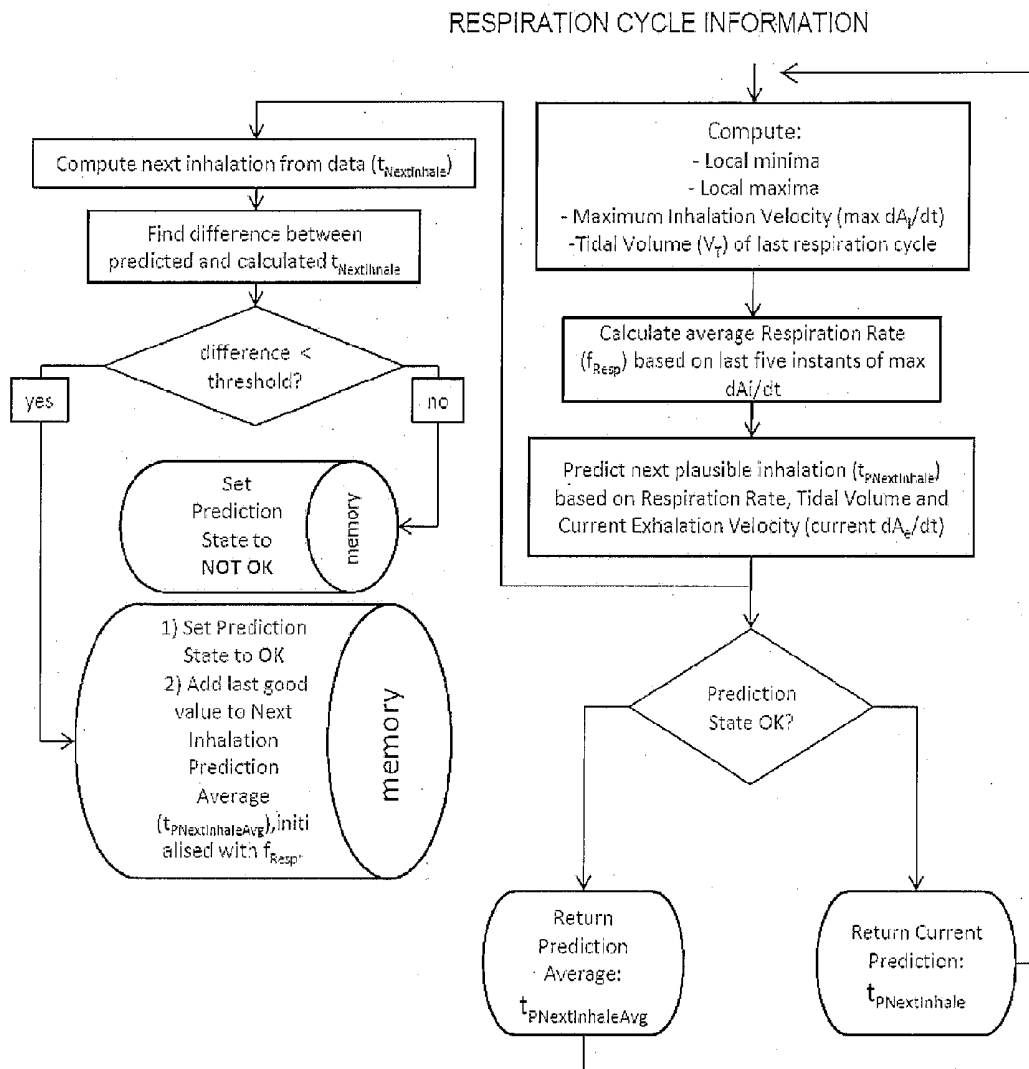 RESPIRATION CYCLE INFORMATION
Compute:
- Local minima
- Local maxima
- Maximum Inhalation Velocity (max dAi/dt)
-Tidal Volume (VT) of last respiration cycle
Calculate average Respiration Rate
(fResp) based on last five instants of max
dAi/dt
Predict next plausible inhalation (tPNextInhale)
based on Respiration Rate, Tidal Volume and
Current Exhalation Velocity (current dAe/dt)
Prediction
State OK?
Return
Prediction
Average:
tPNextInhaleAvg
Return Current
Prediction:
tPNextInhale
Compute next inhalation from data (tNextInhale)
Find difference between
predicted and calculated tNextInhale
difference <
threshold?
yes
no
Set
Prediction
State to
NOT OK
memory
1) Set Prediction
State to OK
2) Add last good
value to Next
Inhalation
Prediction
Average
(tPNextInhaleAvg),initi
alised with fResp.
memory